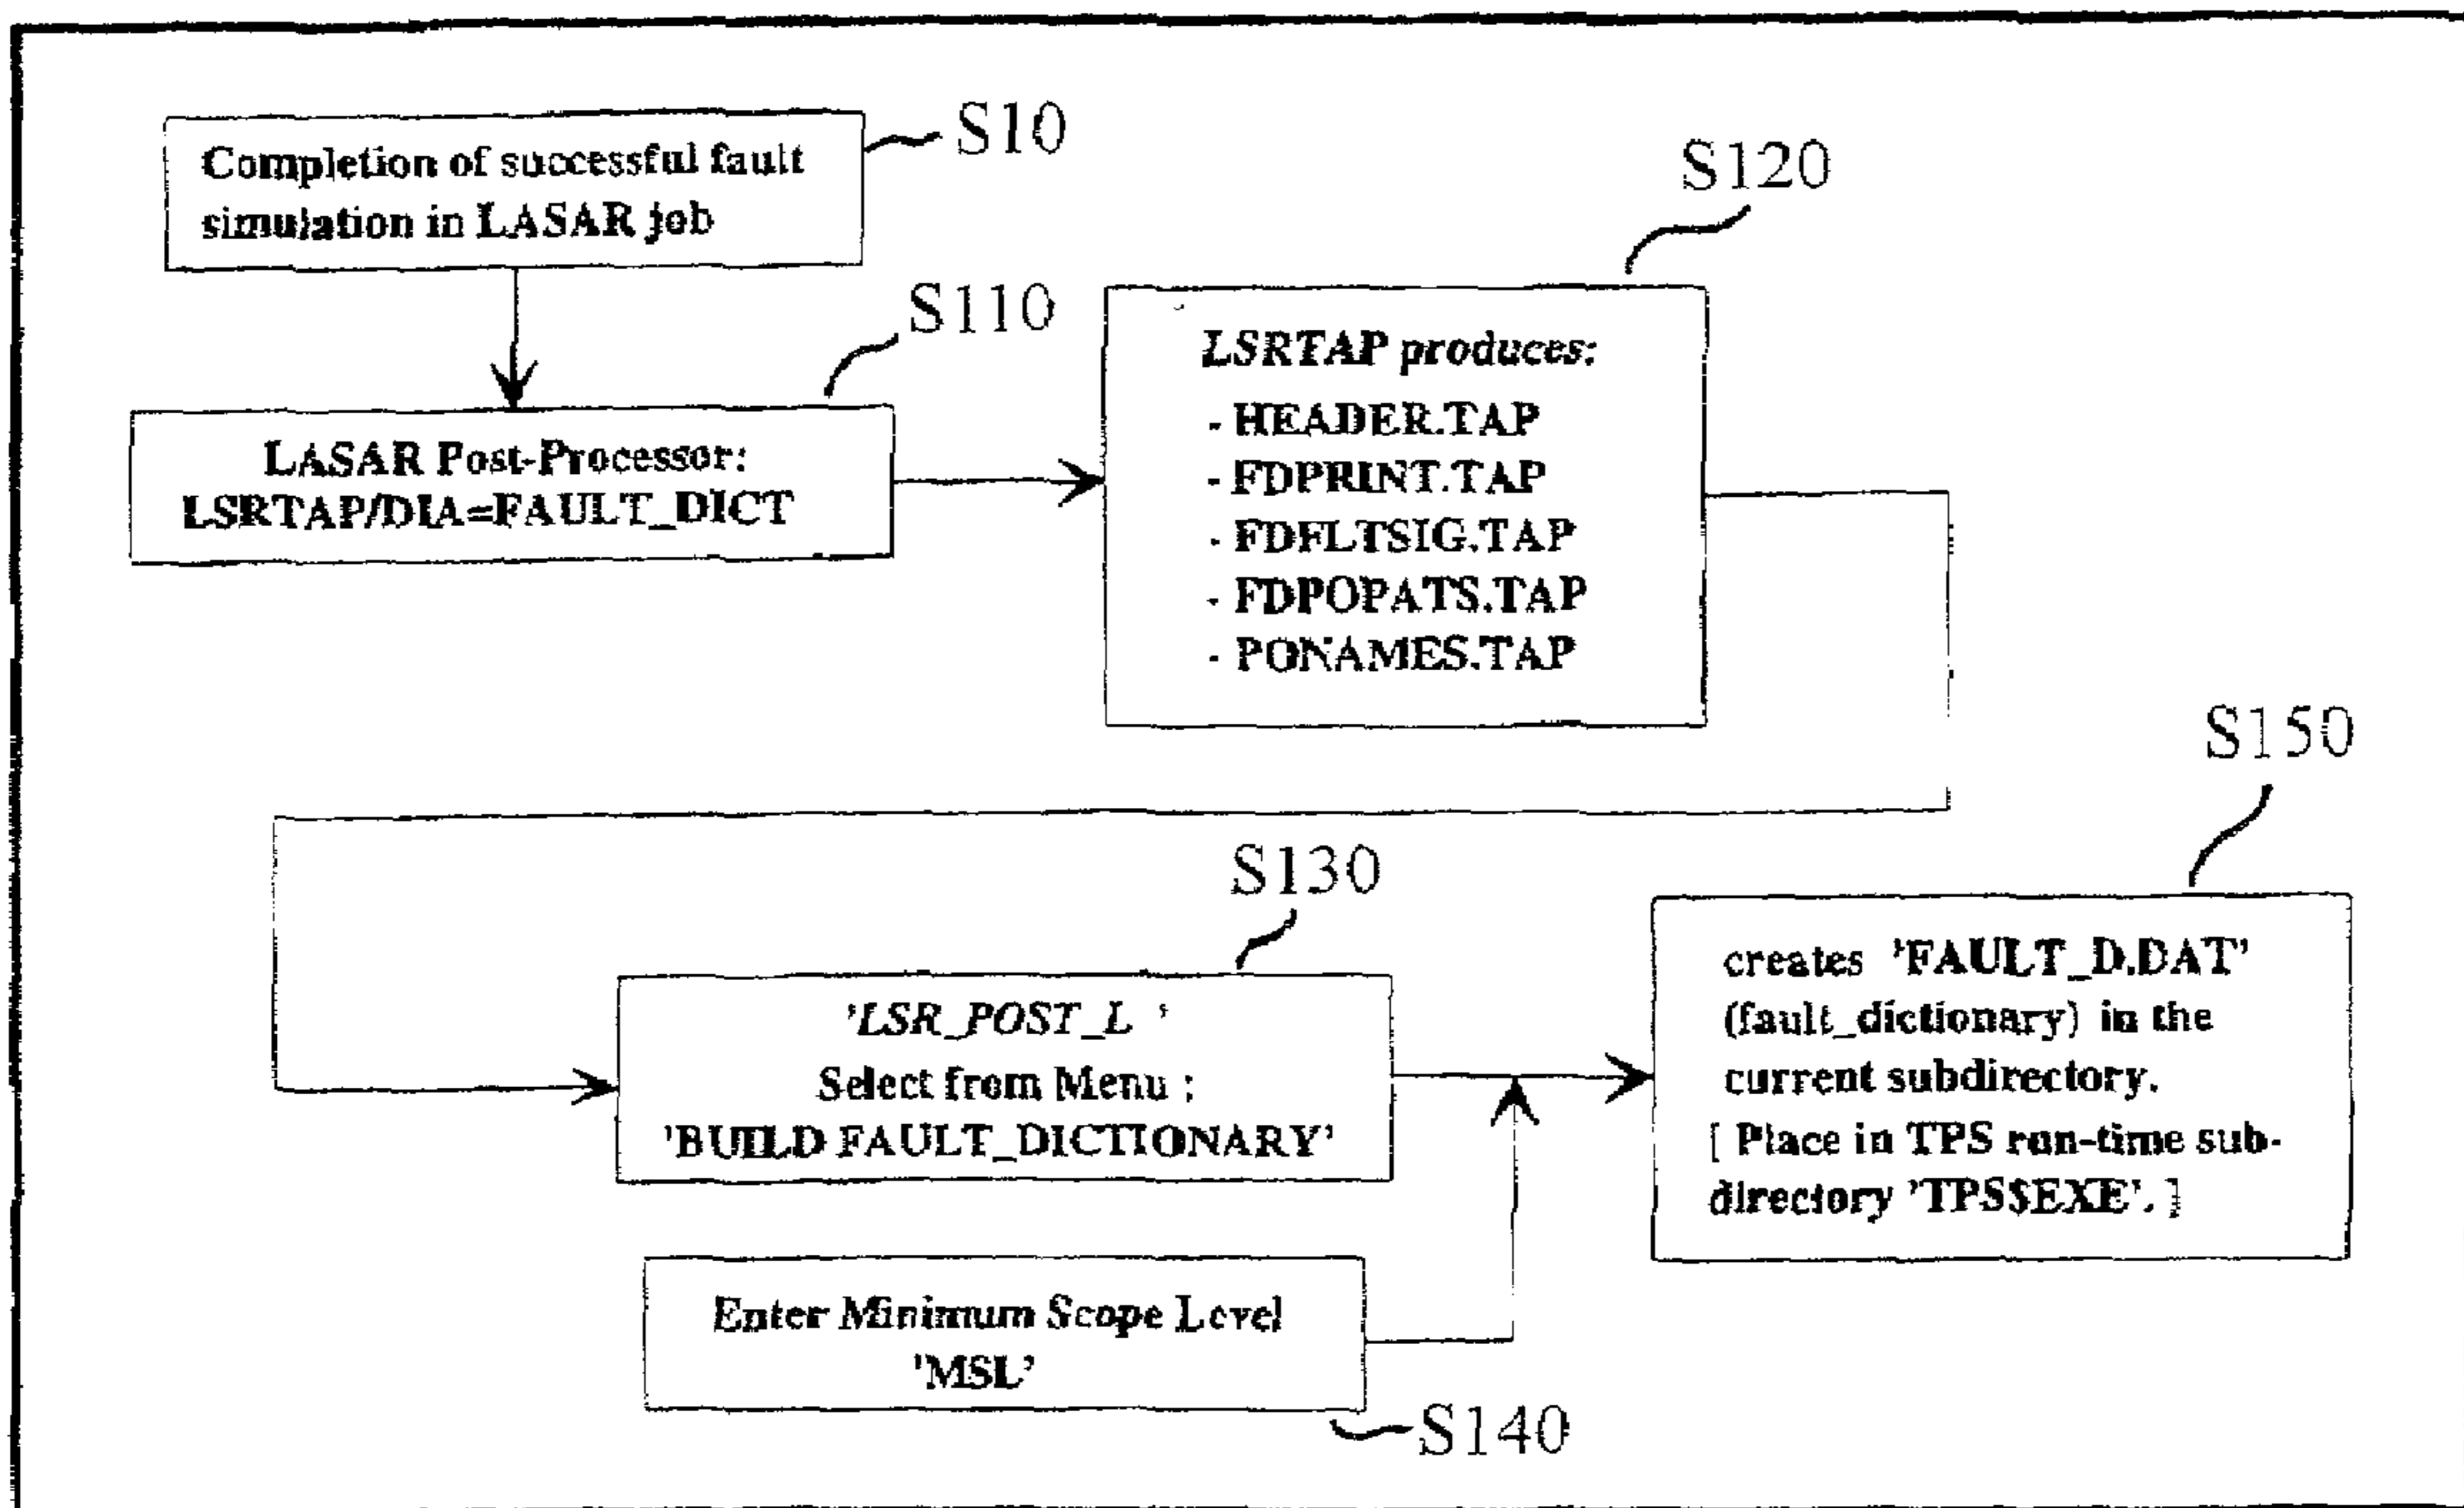 S10
Completion of successful fault
simulation in LASAR job
S110
LASAR Post-Processor:
LSRTAP/DIA=FAULT_DICT
S120
LSRTAP produces:
- HEADER.TAP
- FDPRINT.TAP
- FDFLTSIG.TAP
- FDPOPATS.TAP
- PONAMES.TAP
S130
'LSR_POST_L '
Select from Menu :
'BUILD FAULT_DICTIONARY'
Enter Minimum Scope Level
'MSL'
S140
S150
creates 'FAULT_D.DAT'
(fault_dictionary) in the
current subdirectory.
[ Place in TPS run-time sub-
directory 'TPS$EXE'. ]